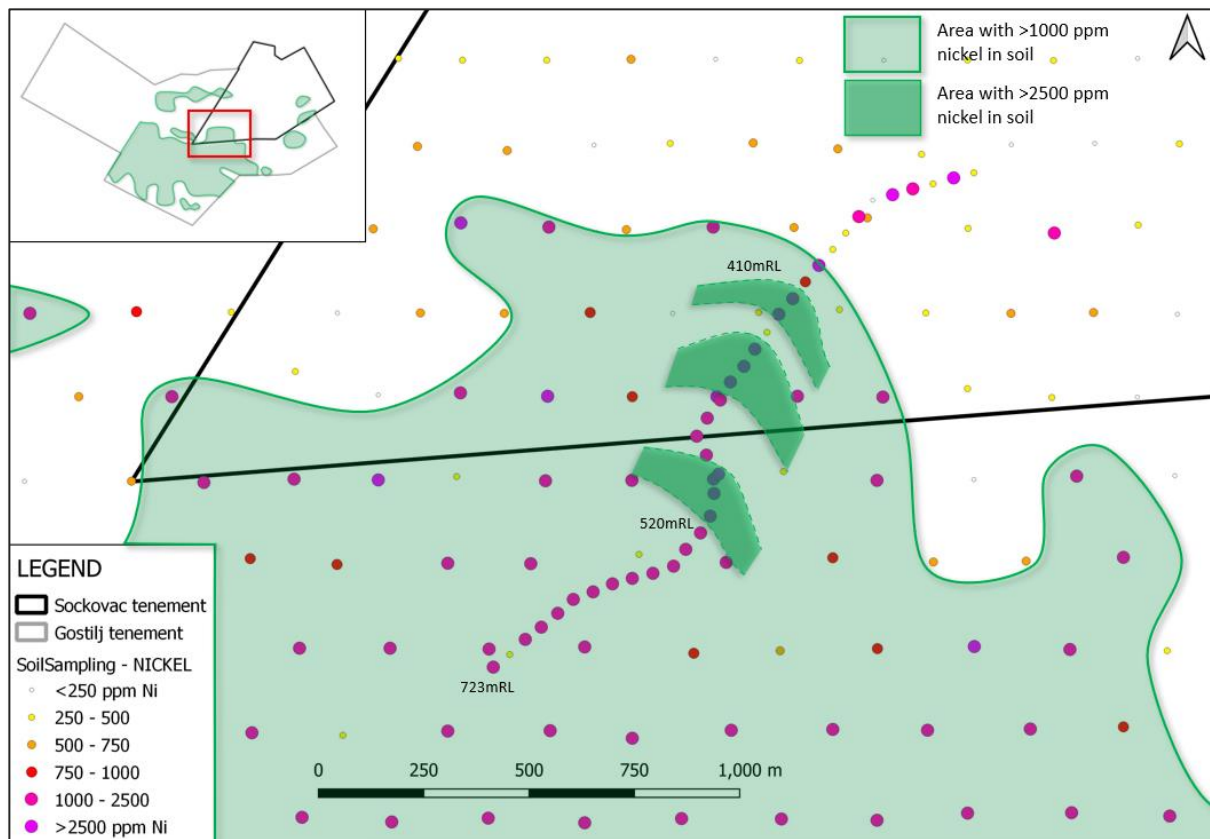 Area with >1000 ppm
nickel in soil
Area with >2500 ppm
nickel in soil
410mRL
520mRL
723mRL
LEGEND
Sockovac tenement
Gostilj tenement
SoilSampling - NICKEL
<250 ppm Ni
250 - 500
500 - 750
750 - 1000
1000 - 2500
>2500 ppm Ni
0 250 500 750 1,000 m